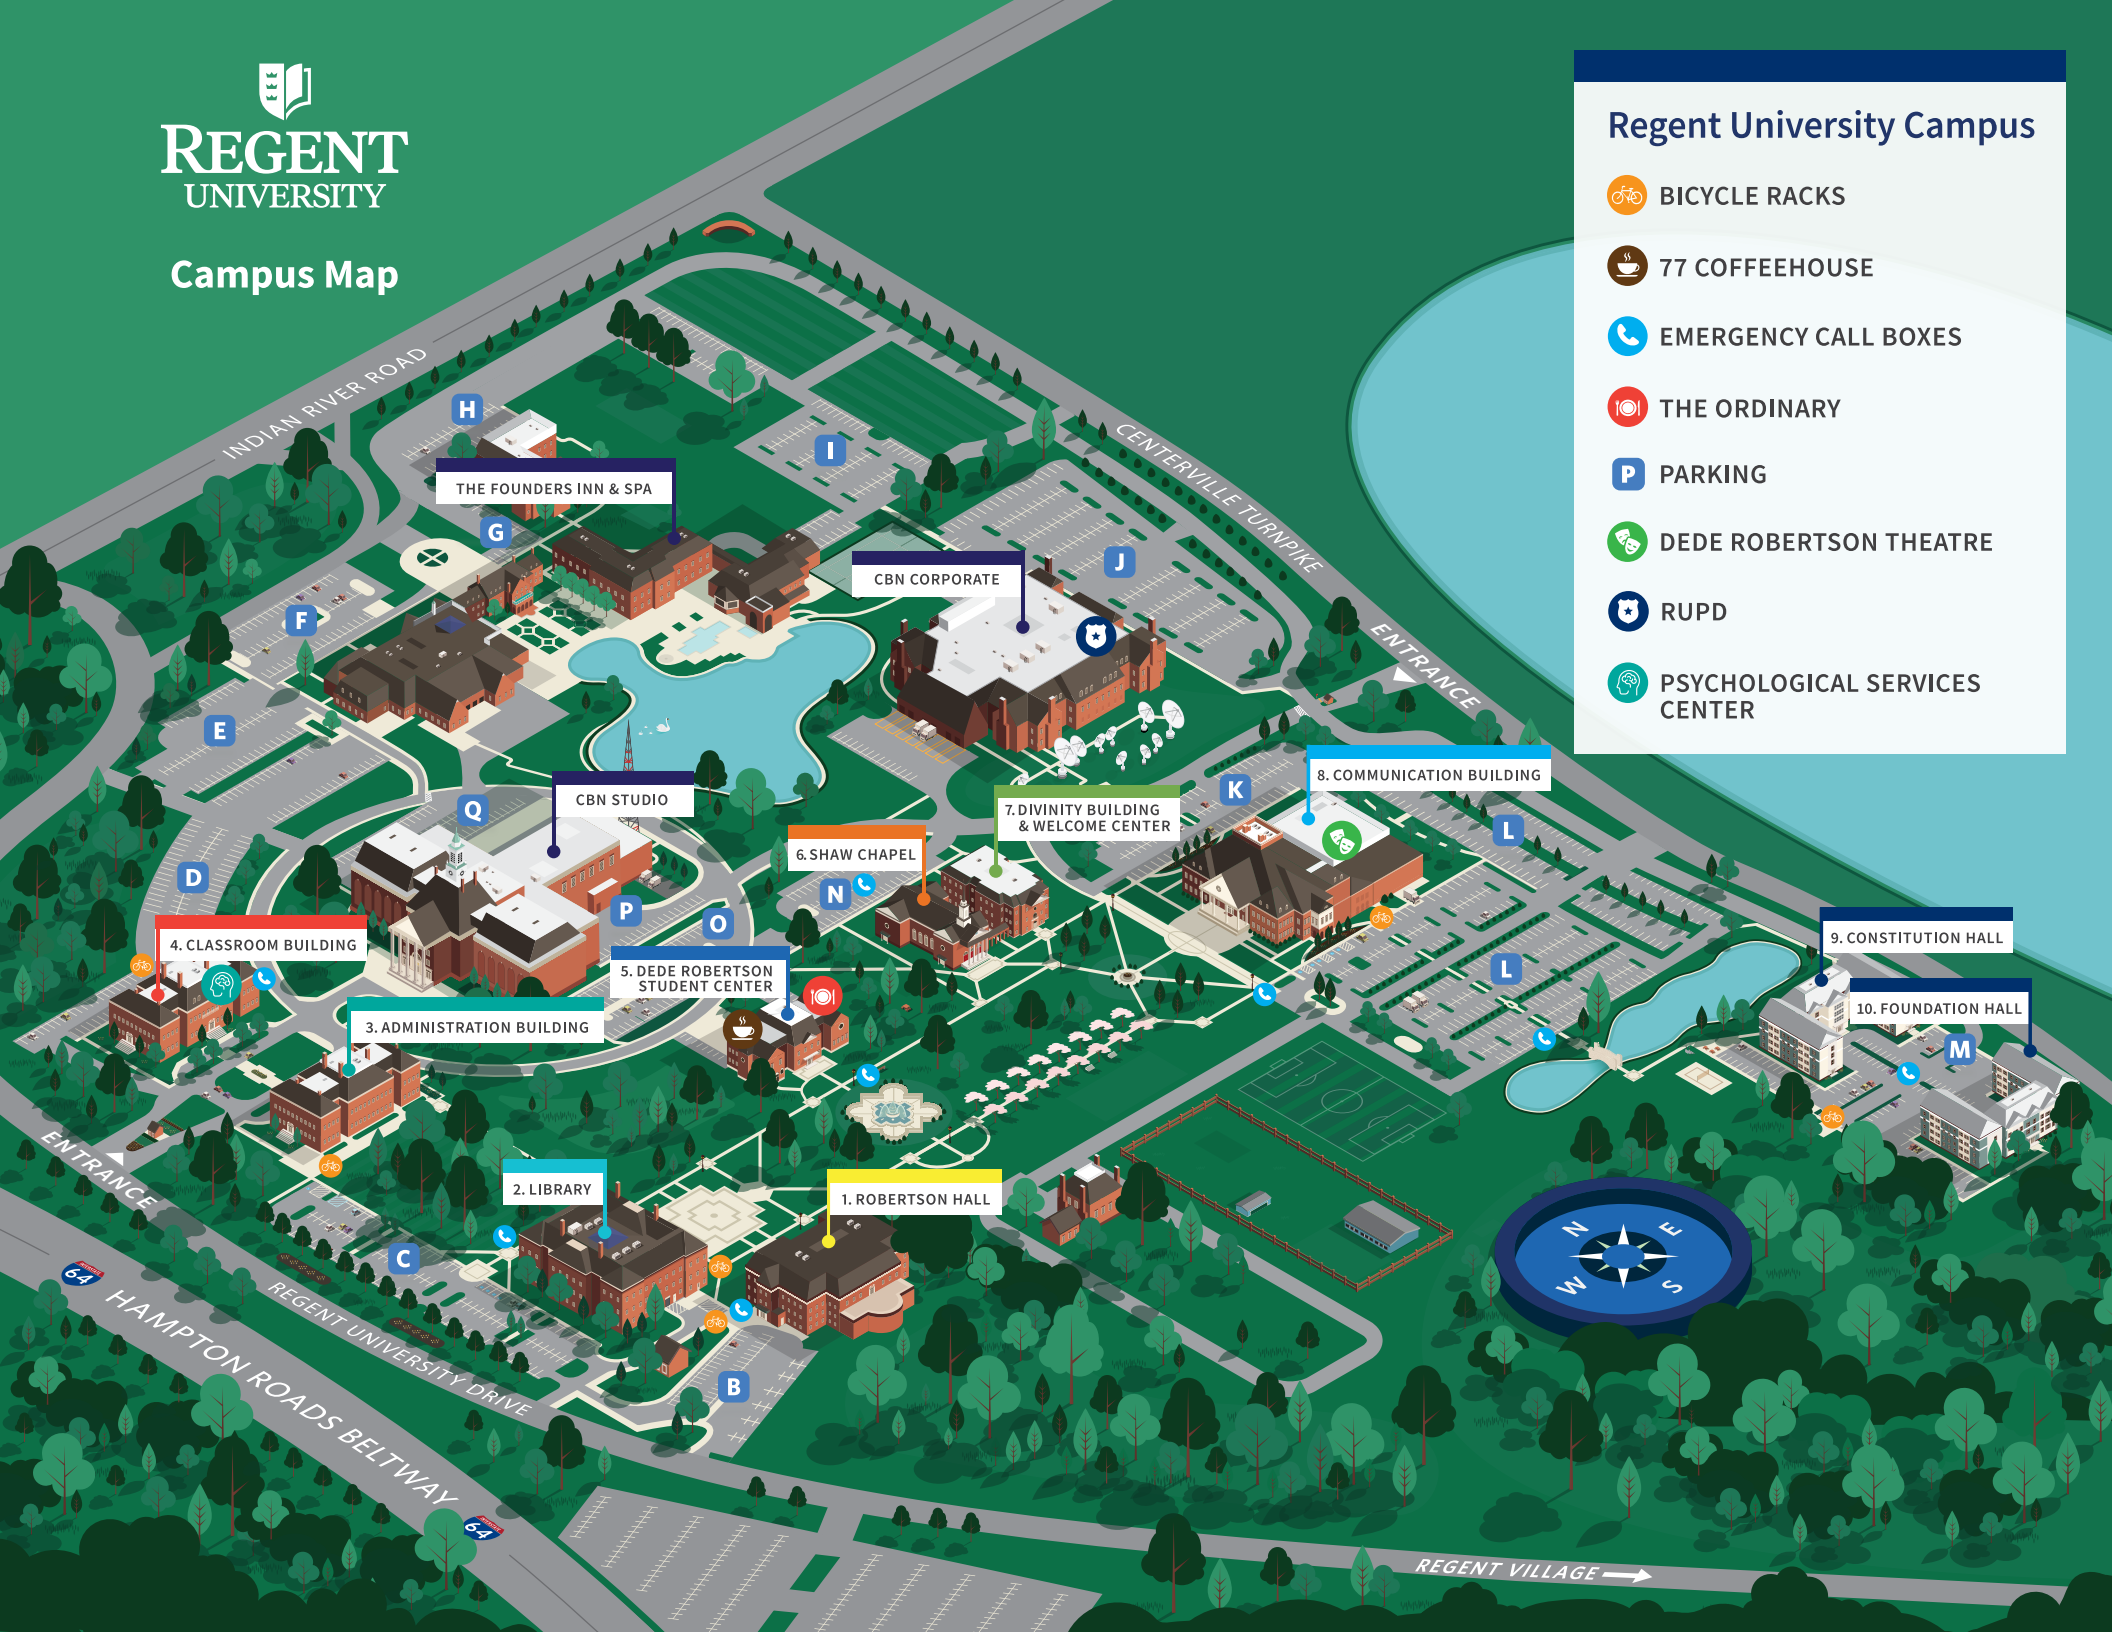 REGENT
UNIVERSITY
Campus Map
Regent University Campus
BICYCLE RACKS
77 COFFEEHOUSE
EMERGENCY CALL BOXES
THE ORDINARY
P PARKING
DEDE ROBERTSON THEATRE
RUPD
PSYCHOLOGICAL SERVICES
CENTER
INDIAN RIVER ROAD
CENTERVILLE TURNPIKE
ENTRANCE
H
I
THE FOUNDERS INN & SPA
G
J
CBN CORPORATE
F
E
Q
CBN STUDIO
K
8. COMMUNICATION BUILDING
7. DIVINITY BUILDING
& WELCOME CENTER
L
6. SHAW CHAPEL
D
N
P
O
4. CLASSROOM BUILDING
5. DEDE ROBERTSON
STUDENT CENTER
L
9. CONSTITUTION HALL
10. FOUNDATION HALL
3. ADMINISTRATION BUILDING
M
ENTRANCE
2. LIBRARY
1. ROBERTSON HALL
C
B
N
E
W
S
INTERSTATE
64
HAMPTON ROADS BELTWAY
REGENT UNIVERSITY DRIVE
INTERSTATE
64
REGENT VILLAGE